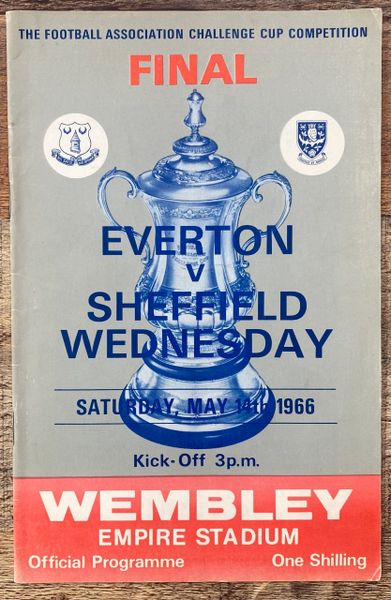 THE FOOTBALL ASSOCIATION CHALLENGE CUP COMPETITION
FINAL
EVERTON
V
SHEFFIELD
WEDNESDAY
SATURDAY, MAY 14th 1966
Kick-Off 3p.m.
WEMBLEY
EMPIRE STADIUM
Official Programme One Shilling